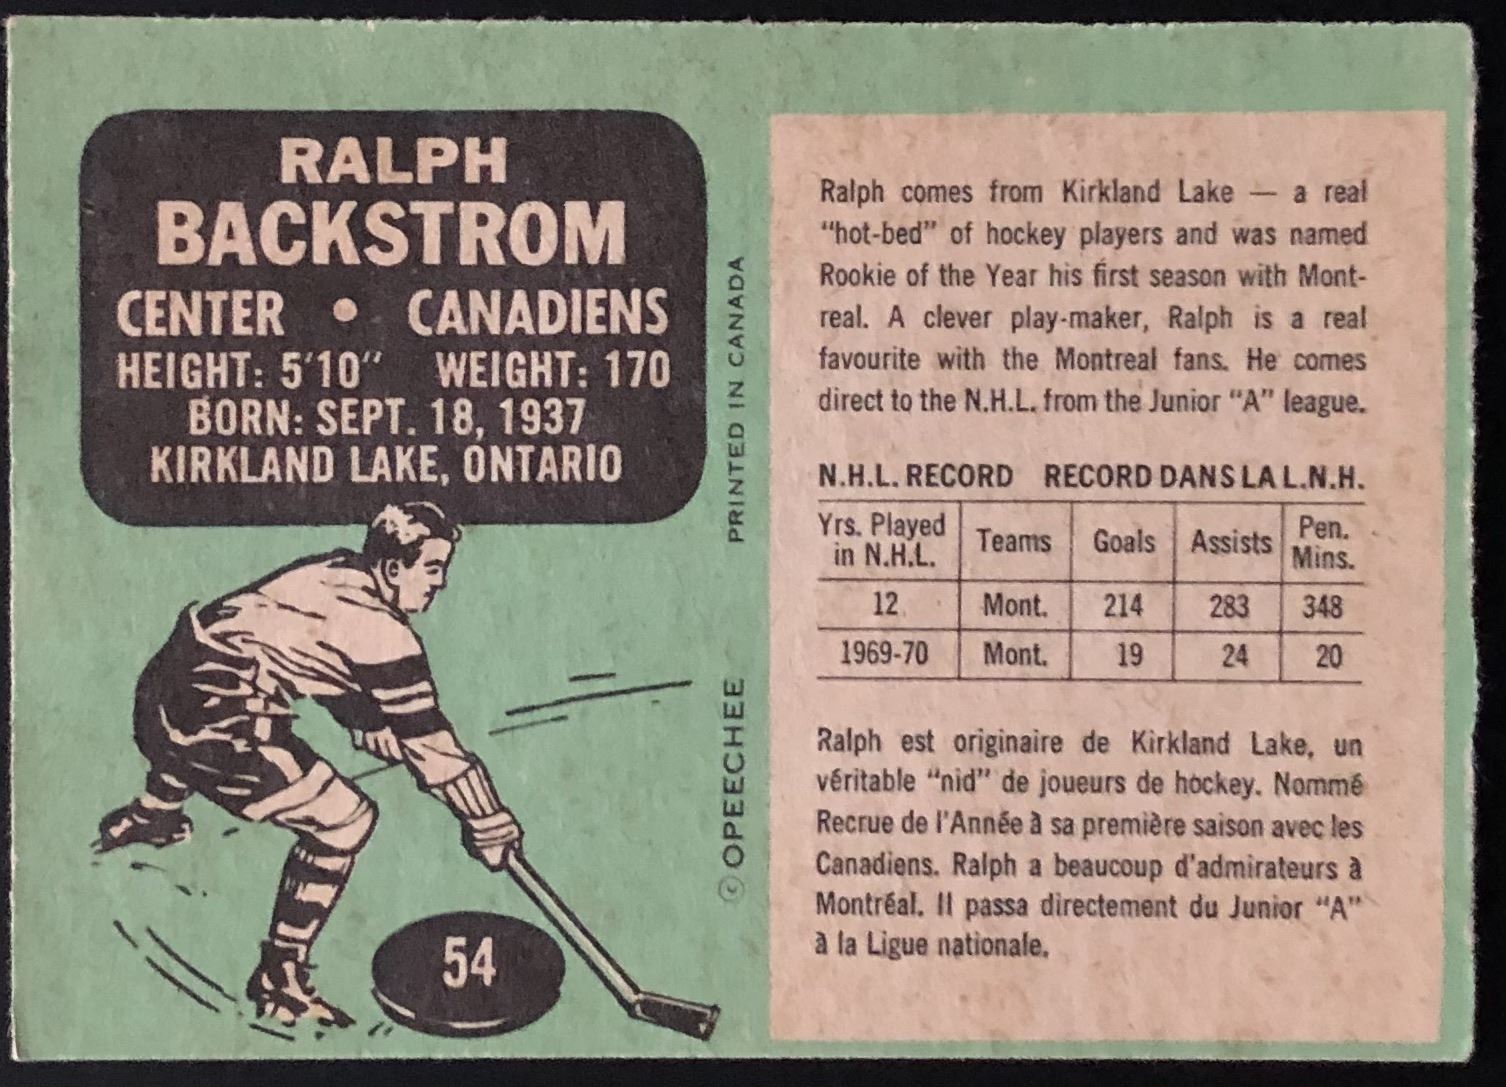 RALPH
BACKSTROM
CENTER • CANADIENS
HEIGHT: 5'10" WEIGHT: 170
BORN: SEPT. 18, 1937
KIRKLAND LAKE, ONTARIO
54
© OPEECHEE PRINTED IN CANADA
Ralph comes from Kirkland Lake — a real
"hot-bed" of hockey players and was named
Rookie of the Year his first season with Mont-
real. A clever play-maker, Ralph is a real
favourite with the Montreal fans. He comes
direct to the N.H.L. from the Junior "A" league.
N.H.L. RECORD RECORD DANS LA L.N.H.
Yrs. Played in N.H.L. Teams Goals Assists Pen. Mins.
12 Mont. 214 283 348
1969-70 Mont. 19 24 20
Ralph est originaire de Kirkland Lake, un
véritable "nid" de joueurs de hockey. Nommé
Recrue de l'Année à sa première saison avec les
Canadiens. Ralph a beaucoup d'admirateurs à
Montréal. Il passa directement du Junior "A"
à la Ligue nationale.